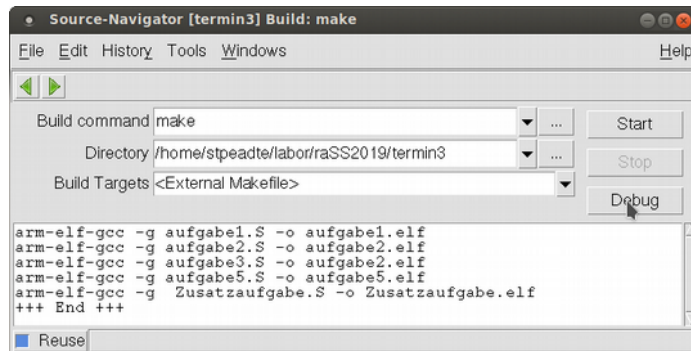 Source-Navigator [termin3] Build: make
File Edit History Tools Windows Help
Build command make ... Start
Directory /home/stpeadte/labor/raSS2019/termin3 ... Stop
Build Targets <External Makefile>
Debug
arm-elf-gcc -g aufgabe1.S -o aufgabe1.elf
arm-elf-gcc -g aufgabe2.S -o aufgabe2.elf
arm-elf-gcc -g aufgabe3.S -o aufgabe2.elf
arm-elf-gcc -g aufgabe5.S -o aufgabe5.elf
arm-elf-gcc -g  Zusatzaufgabe.S -o Zusatzaufgabe.elf
+++ End +++
Reuse